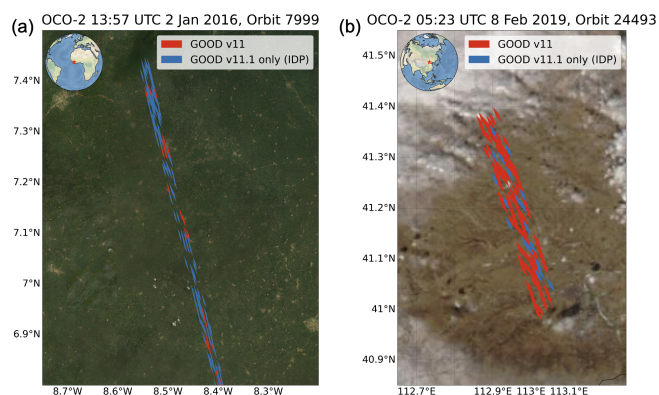 (a) OCO-2 13:57 UTC 2 Jan 2016, Orbit 7999
GOOD v11
GOOD v11.1 only (IDP)
7.4°N
7.3°N
7.2°N
7.1°N
7°N
6.9°N
8.7°W 8.6°W 8.5°W 8.4°W 8.3°W
(b) OCO-2 05:23 UTC 8 Feb 2019, Orbit 24493
GOOD v11
GOOD v11.1 only (IDP)
41.5°N
41.4°N
41.3°N
41.2°N
41.1°N
41°N
40.9°N
112.7°E 112.9°E 113°E 113.1°E